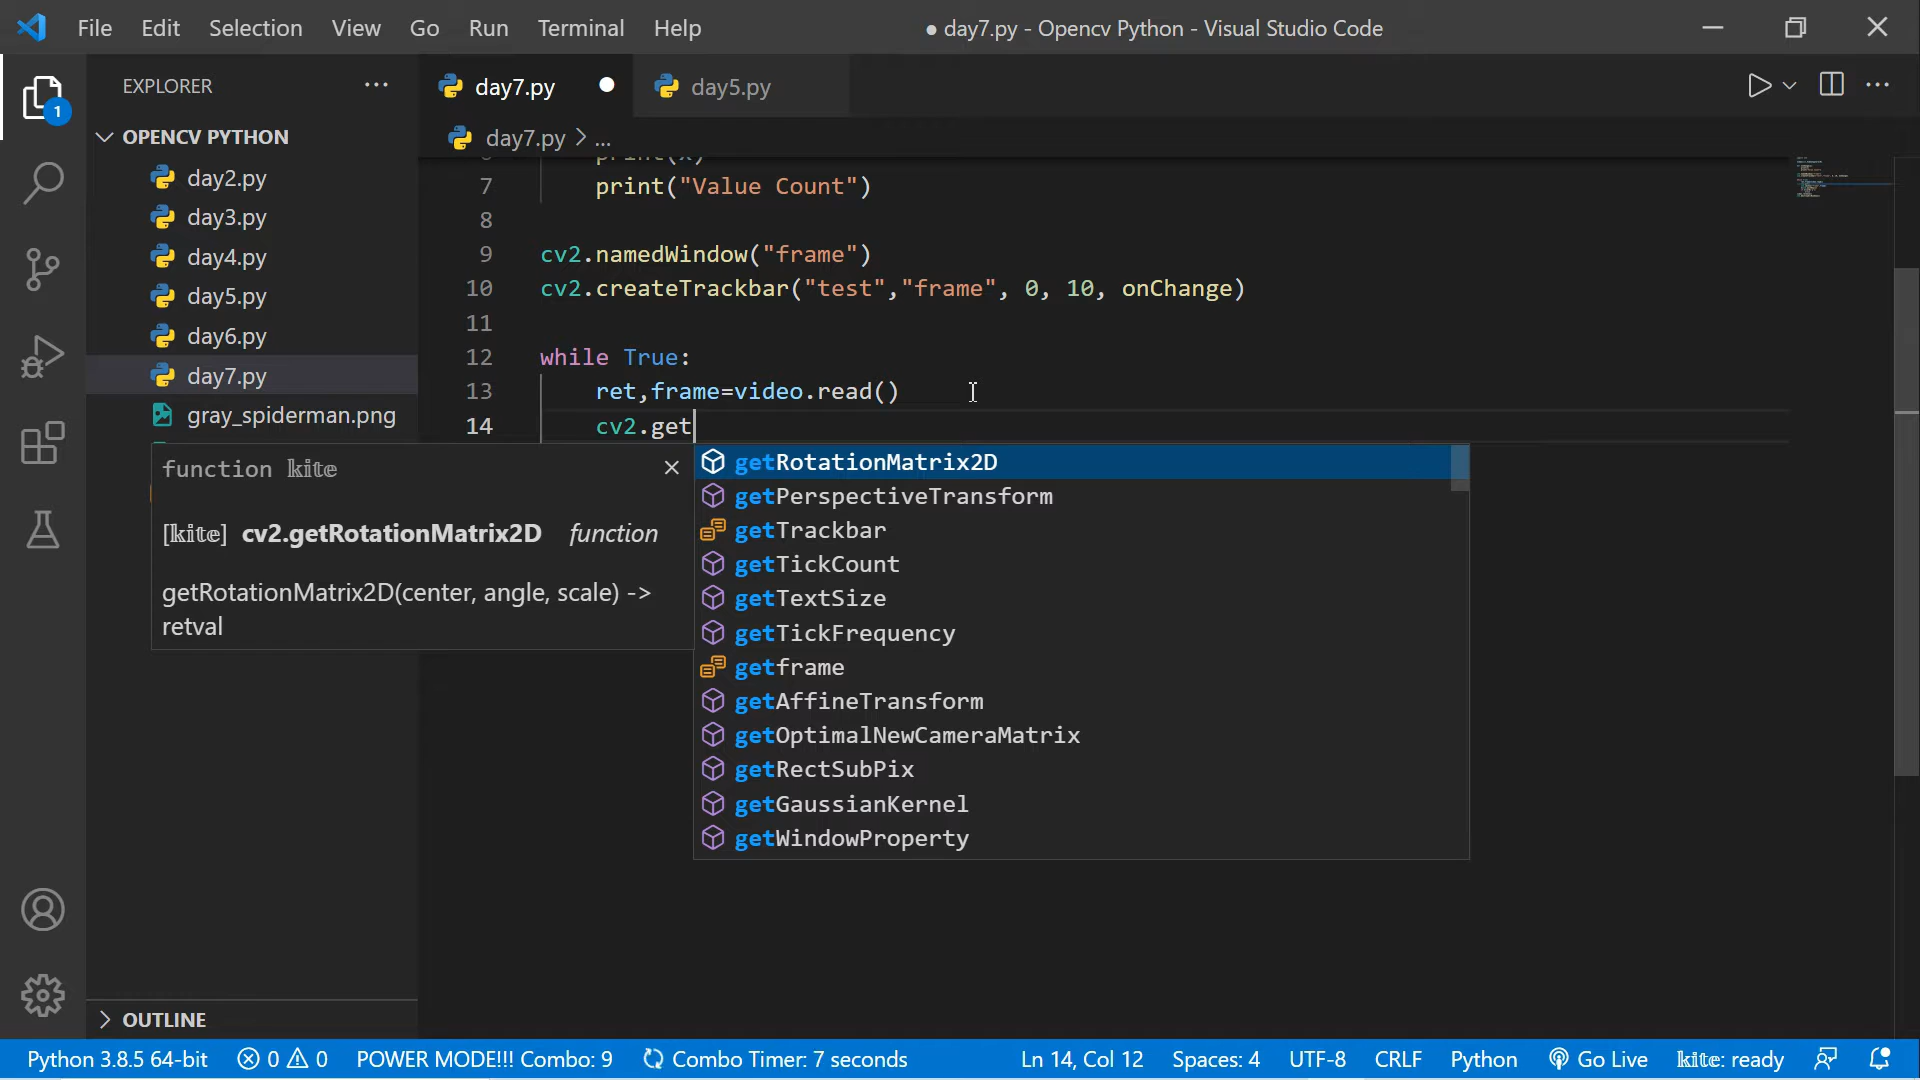 File Edit Selection View Go Run Terminal Help
● day7.py - Opencv Python - Visual Studio Code
EXPLORER
1
OPENCV PYTHON
day2.py
day3.py
day4.py
day5.py
day6.py
day7.py
gray_spiderman.png
OUTLINE
day7.py
day5.py
day7.py > ...
print(x)
7 print("Value Count")
8
9 cv2.namedWindow("frame")
10 cv2.createTrackbar("test","frame", 0, 10, onChange)
11
12 while True:
13 ret,frame=video.read()
14 cv2.get
function kite
[kite] cv2.getRotationMatrix2D function
getRotationMatrix2D(center, angle, scale) ->
retval
getRotationMatrix2D
getPerspectiveTransform
getTrackbar
getTickCount
getTextSize
getTickFrequency
getframe
getAffineTransform
getOptimalNewCameraMatrix
getRectSubPix
getGaussianKernel
getWindowProperty
Python 3.8.5 64-bit 0 0 POWER MODE!!! Combo: 9 Combo Timer: 7 seconds Ln 14, Col 12 Spaces: 4 UTF-8 CRLF Python Go Live kite: ready